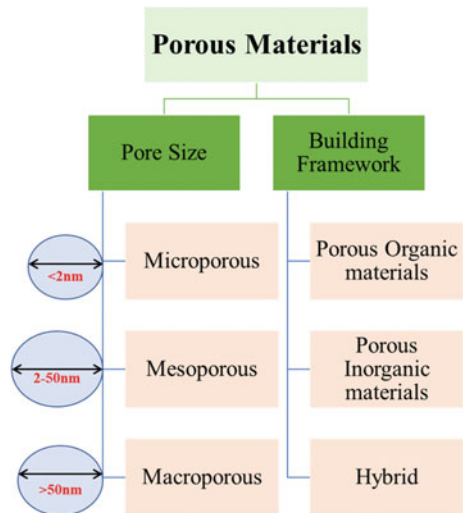 Porous Materials
Pore Size
Building
Framework
<2nm
Microporous
Porous Organic
materials
2-50nm
Mesoporous
Porous
Inorganic
materials
>50nm
Macroporous
Hybrid